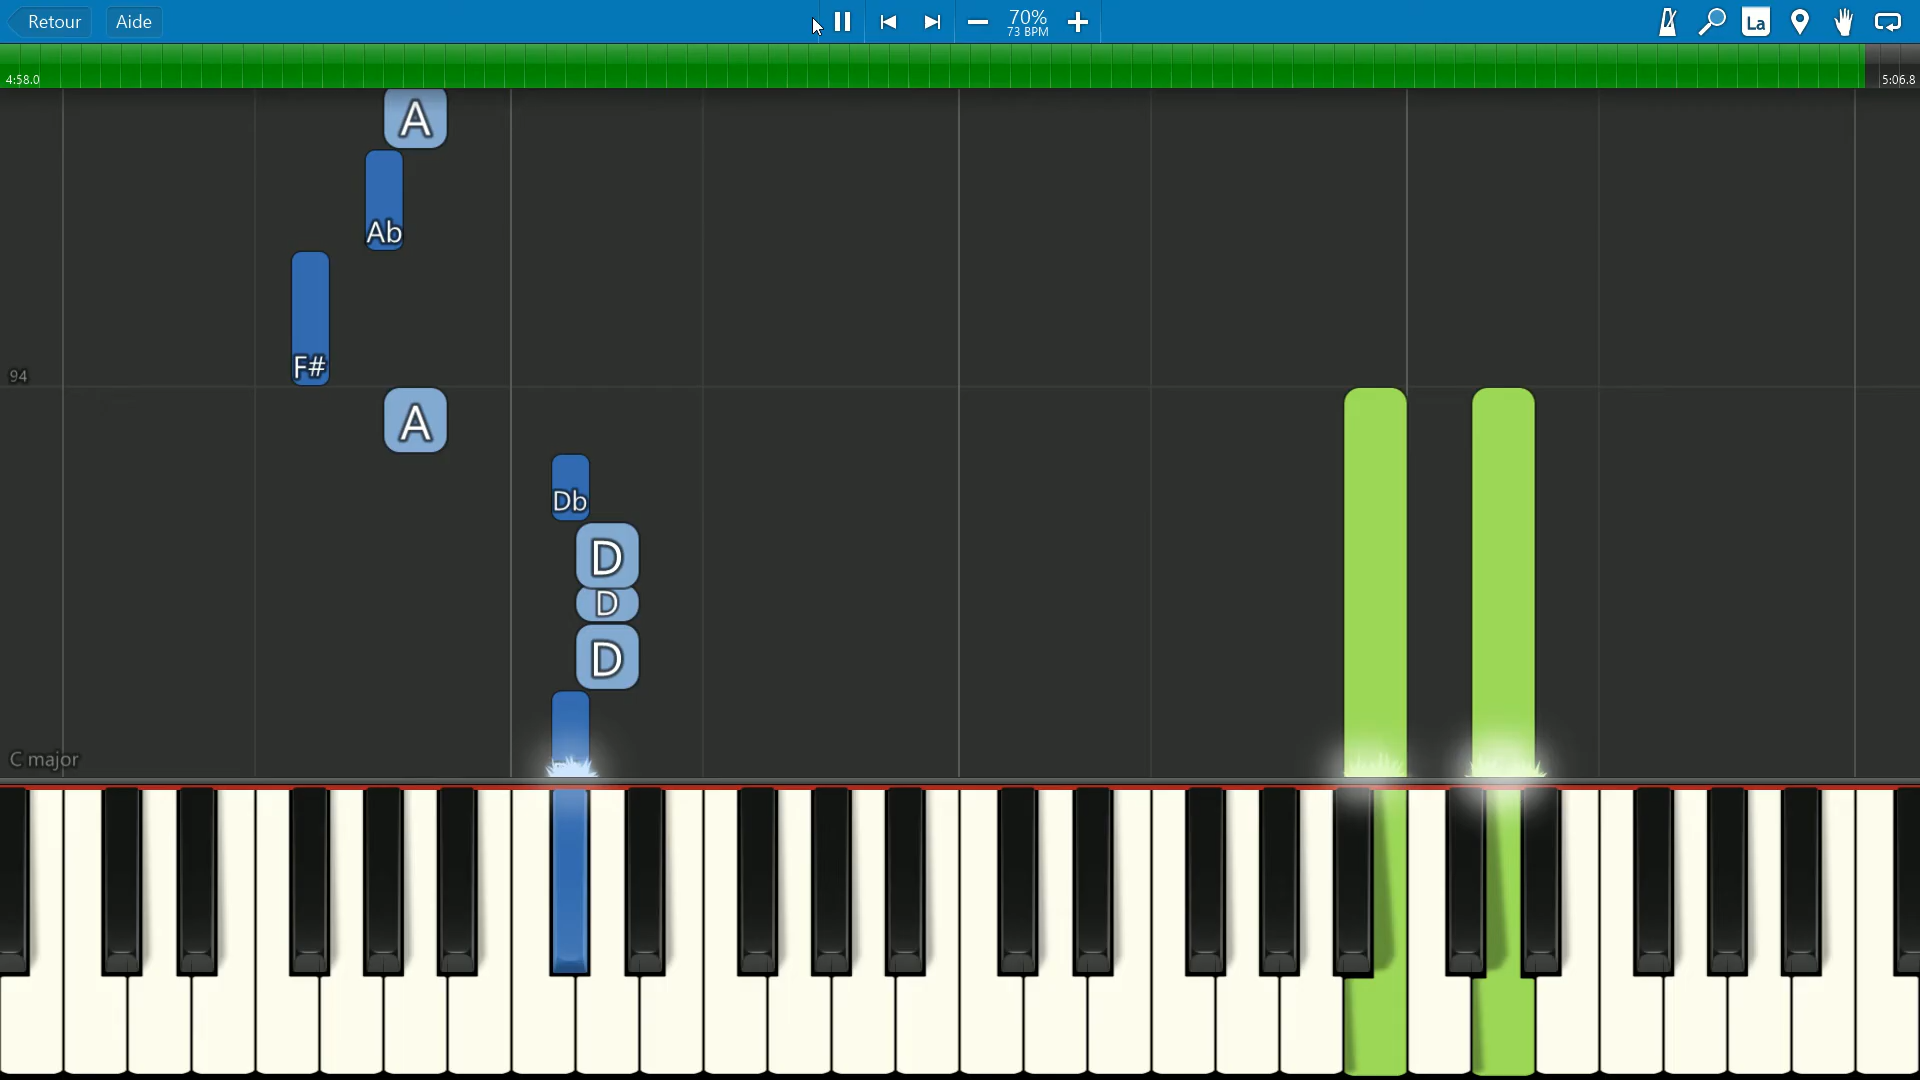 Retour Aide
70%
73 BPM
La
4:58.0 5:06.8
A
Ab
F#
94
A
Db
D
D
D
C major